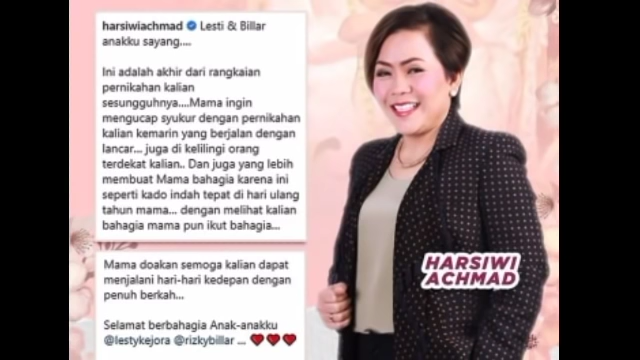 harsiwiachmad Lesti & Billar
anakku sayang....
Ini adalah akhir dari rangkaian
pernikahan kalian
sesungguhnya....Mama ingin
mengucap syukur dengan pernikahan
kalian kemarin yang berjalan dengan
lancar... juga di kelilingi orang
terdekat kalian.. Dan juga yang lebih
membuat Mama bahagia karena ini
seperti kado indah tepat di hari ulang
tahun mama... dengan melihat kalian
bahagia mama pun ikut bahagia...
Mama doakan semoga kalian dapat
menjalani hari-hari kedepan dengan
penuh berkah...
Selamat berbahagia Anak-anakku
@lestykejora @rizkybillar ... ❤❤❤
HARSIWI
ACHMAD